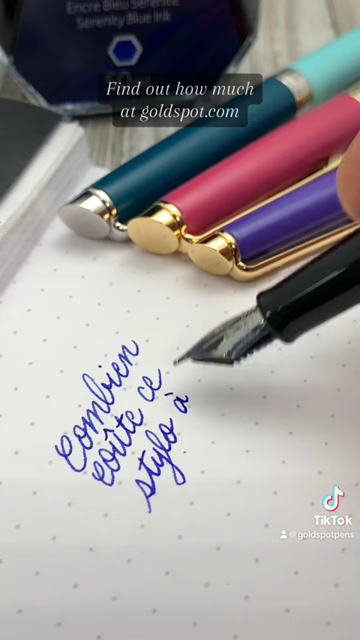 Encre Bleu Sérénité
Serenity Blue Ink
Find out how much
at goldspot.com
Combien
coûte ce
stylo à
TikTok
@goldspotpens